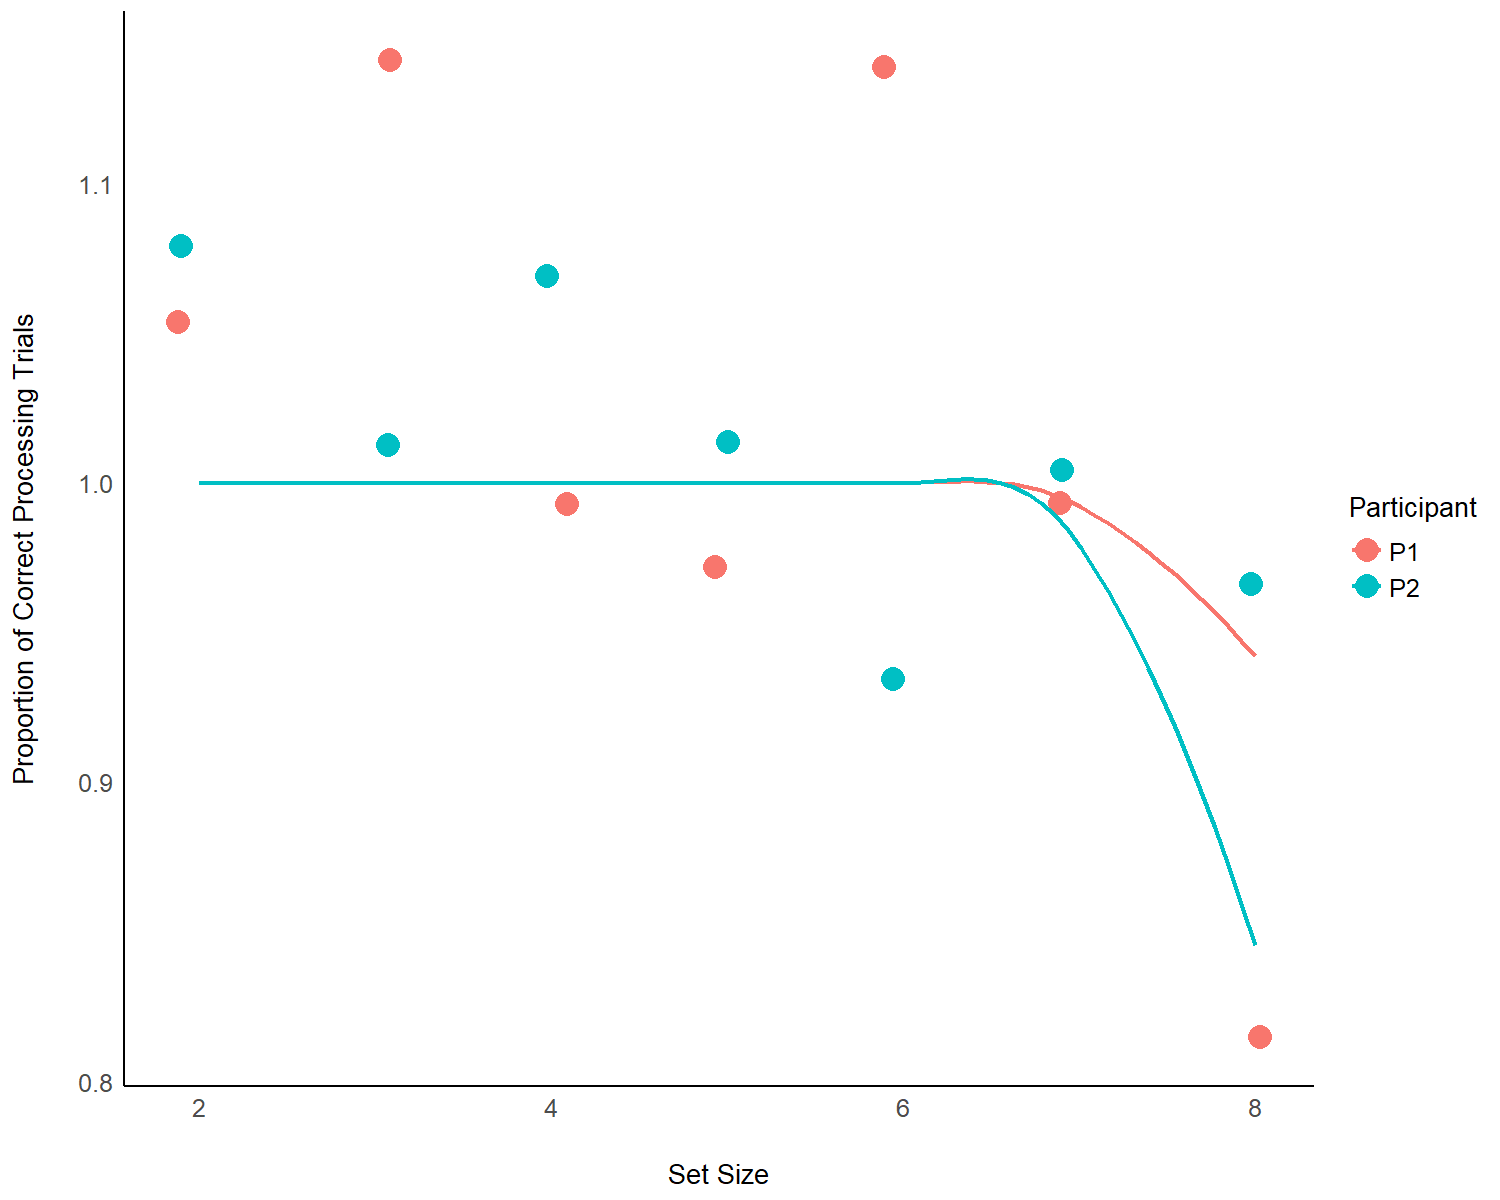 Proportion of Correct Processing Trials
1.1
1.0
0.9
0.8
2 4 6 8
Set Size
Participant
P1
P2